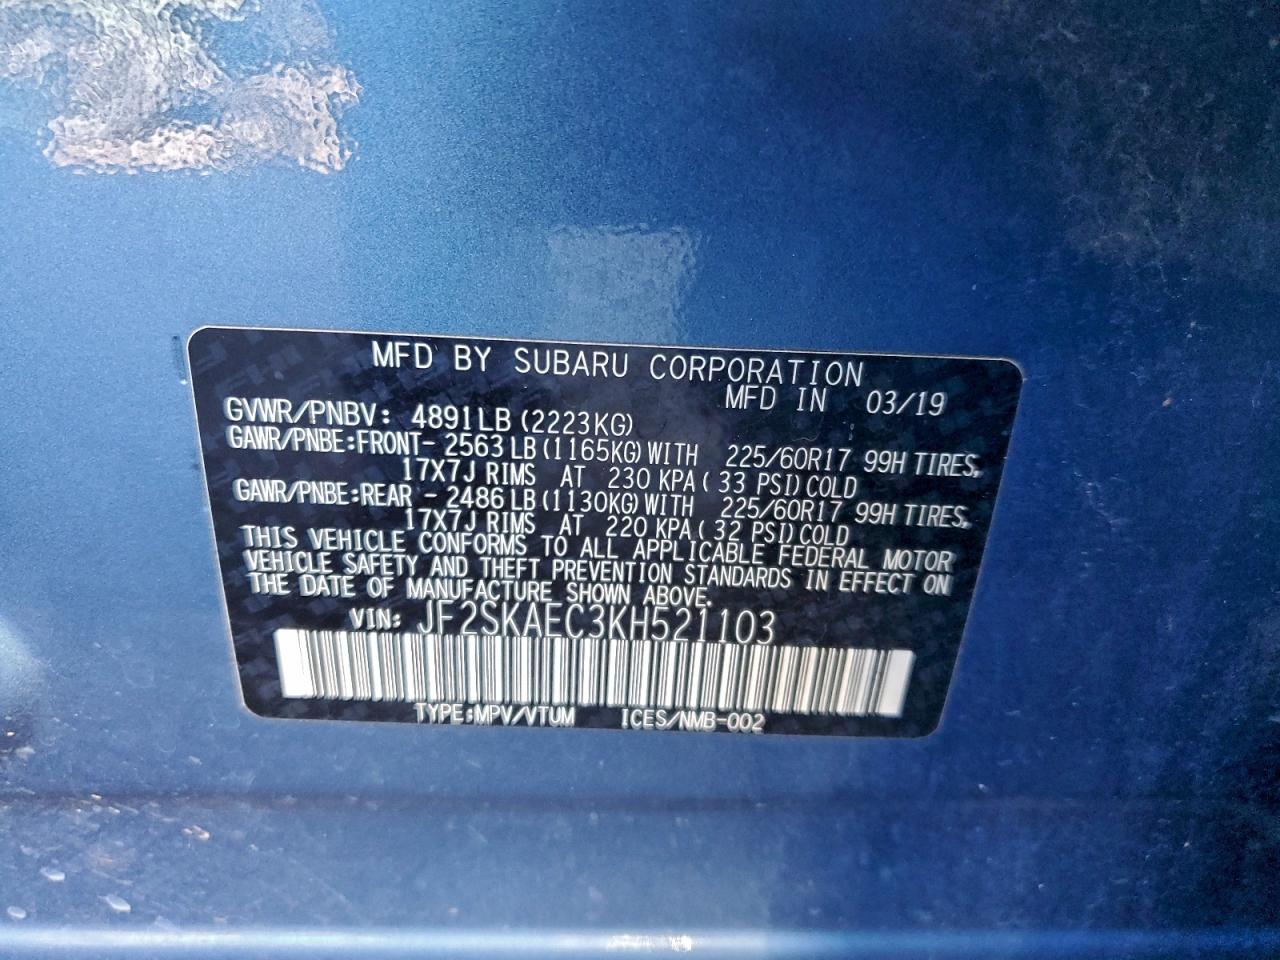 MFD BY SUBARU CORPORATION
MFD IN 03/19
GVWR/PNBV: 4891LB (2223KG)
GAWR/PNBE:FRONT- 2563LB (1165KG) WITH 225/60R17 99H TIRES,
17X7J RIMS AT 230 KPA ( 33 PSI) COLD
GAWR/PNBE:REAR - 2486LB (1130KG) WITH 225/60R17 99H TIRES,
17X7J RIMS AT 220 KPA ( 32 PSI) COLD
THIS VEHICLE CONFORMS TO ALL APPLICABLE FEDERAL MOTOR
VEHICLE SAFETY AND THEFT PREVENTION STANDARDS IN EFFECT ON
THE DATE OF MANUFACTURE SHOWN ABOVE.
VIN: JF2SKAEC3KH521103
TYPE:MPV/VTUM ICES/NMB-002